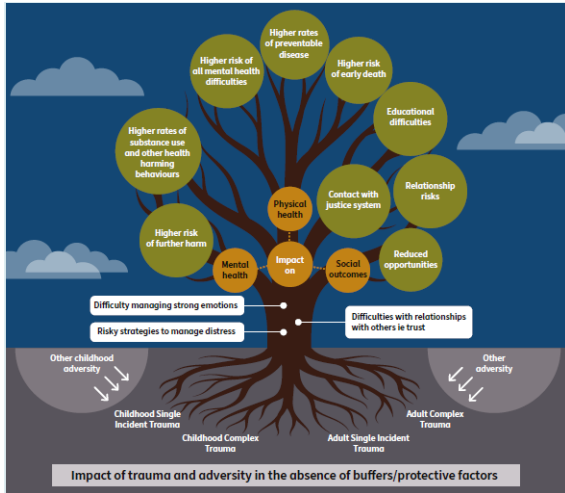 Higher rates
of preventable
disease
Higher risk of
all mental health
difficulties
Higher risk
of early death
Educational
difficulties
Higher rates of
substance use
and other health
harming
behaviours
Contact with
justice system
Relationship
risks
Physical
health
Higher risk
of further harm
Mental
health
Impact
on
Social
outcomes
Reduced
opportunities
Difficulty managing strong emotions
Risky strategies to manage distress
Difficulties with relationships
with others ie trust
Other childhood
adversity
Other
adversity
Childhood Single
Incident Trauma
Childhood Complex
Trauma
Adult Single Incident
Trauma
Adult Complex
Trauma
Impact of trauma and adversity in the absence of buffers/protective factors